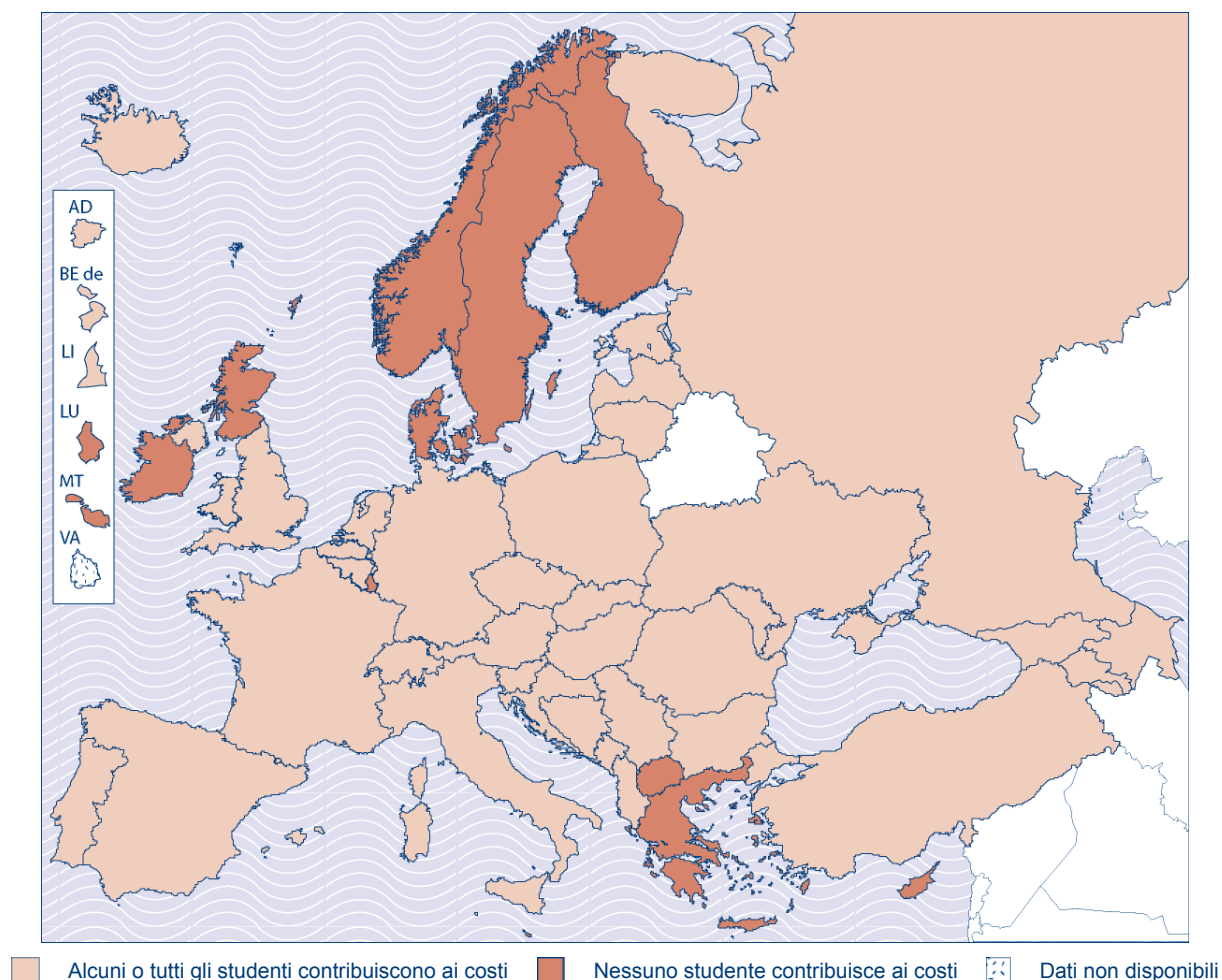 AD
BE de
LI
LU
MT
VA
Alcuni o tutti gli studenti contribuiscono ai costi
Nessuno studente contribuisce ai costi
Dati non disponibili